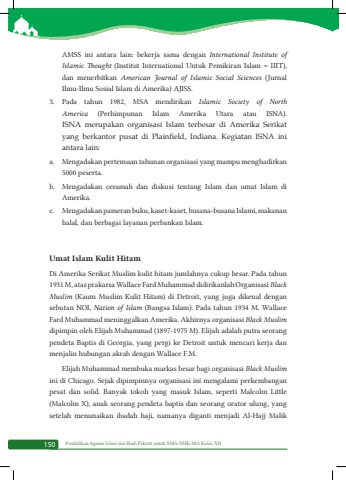 AMSS ini antara lain: bekerja sama dengan International Institute of
Islamic Thought (Institut International Untuk Pemikiran Islam = IIIT),
dan menerbitkan American Journal of Islamic Social Sciences (Jurnal
Ilmu-Ilmu Sosial Islam di Amerika) AJISS.
3. Pada tahun 1982, MSA mendirikan Islamic Society of North
America (Perhimpunan Islam Amerika Utara atau ISNA).
ISNA merupakan organisasi Islam terbesar di Amerika Serikat
yang berkantor pusat di Plainfield, Indiana. Kegiatan ISNA ini
antara lain:
a. Mengadakan pertemuan tahunan organisasi yang mampu menghadirkan
5000 peserta.
b. Mengadakan ceramah dan diskusi tentang Islam dan umat Islam di
Amerika.
c. Mengadakan pameran buku, kaset-kaset, busana-busana Islami, makanan
halal, dan berbagai layanan perbankan Islam.
Umat Islam Kulit Hitam
Di Amerika Serikat Muslim kulit hitam jumlahnya cukup besar. Pada tahun
1931 M, atas prakarsa Wallace Fard Muhammad didirikanlah Organisasi Black
Muslim (Kaum Muslim Kulit Hitam) di Detroit, yang juga dikenal dengan
sebutan NOI, Nation of Islam (Bangsa Islam). Pada tahun 1934 M, Wallace
Fard Muhammad meninggalkan Amerika. Akhirnya organisasi Black Muslim
dipimpin oleh Elijah Muhammad (1897-1975 M). Elijah adalah putra seorang
pendeta Baptis di Georgia, yang pergi ke Detroit untuk mencari kerja dan
menjalin hubungan akrab dengan Wallace F.M.
Elijah Muhammad membuka markas besar bagi organisasi Black Muslim
ini di Chicago. Sejak dipimpinnya organisasi ini mengalami perkembangan
pesat dan solid. Banyak tokoh yang masuk Islam, seperti Malcolm Little
(Malcolm X), anak seorang pendeta baptis dan seorang orator ulung, yang
setelah menunaikan ibadah haji, namanya diganti menjadi Al-Hajj Malik
150 Pendidikan Agama Islam dan Budi Pekerti untuk SMA/SMK/MA Kelas XII